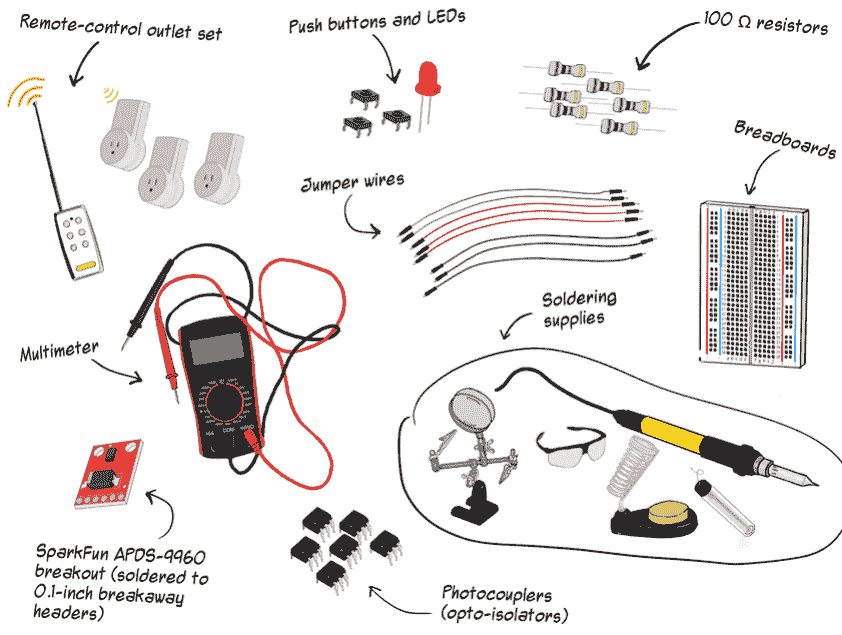 Remote-control outlet set
Push buttons and LEDs
100 Ω resistors
Breadboards
Jumper wires
Soldering
supplies
Multimeter
SparkFun APDS-9960
breakout (soldered to
0.1-inch breakaway
headers)
Photocouplers
(opto-isolators)